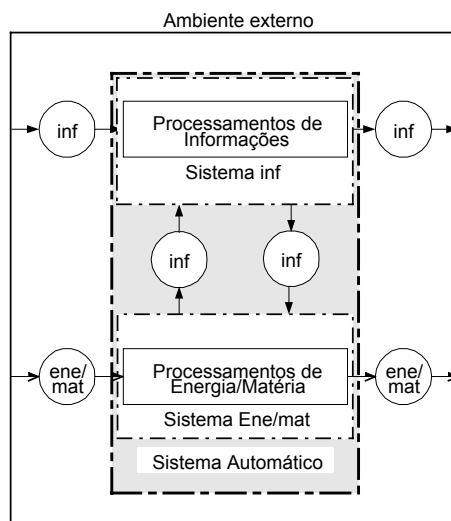 Ambiente externo
inf
Processamentos de
Informações
inf
Sistema inf
inf
inf
ene/
mat
Processamentos de
Energia/Matéria
ene/
mat
Sistema Ene/mat
Sistema Automático